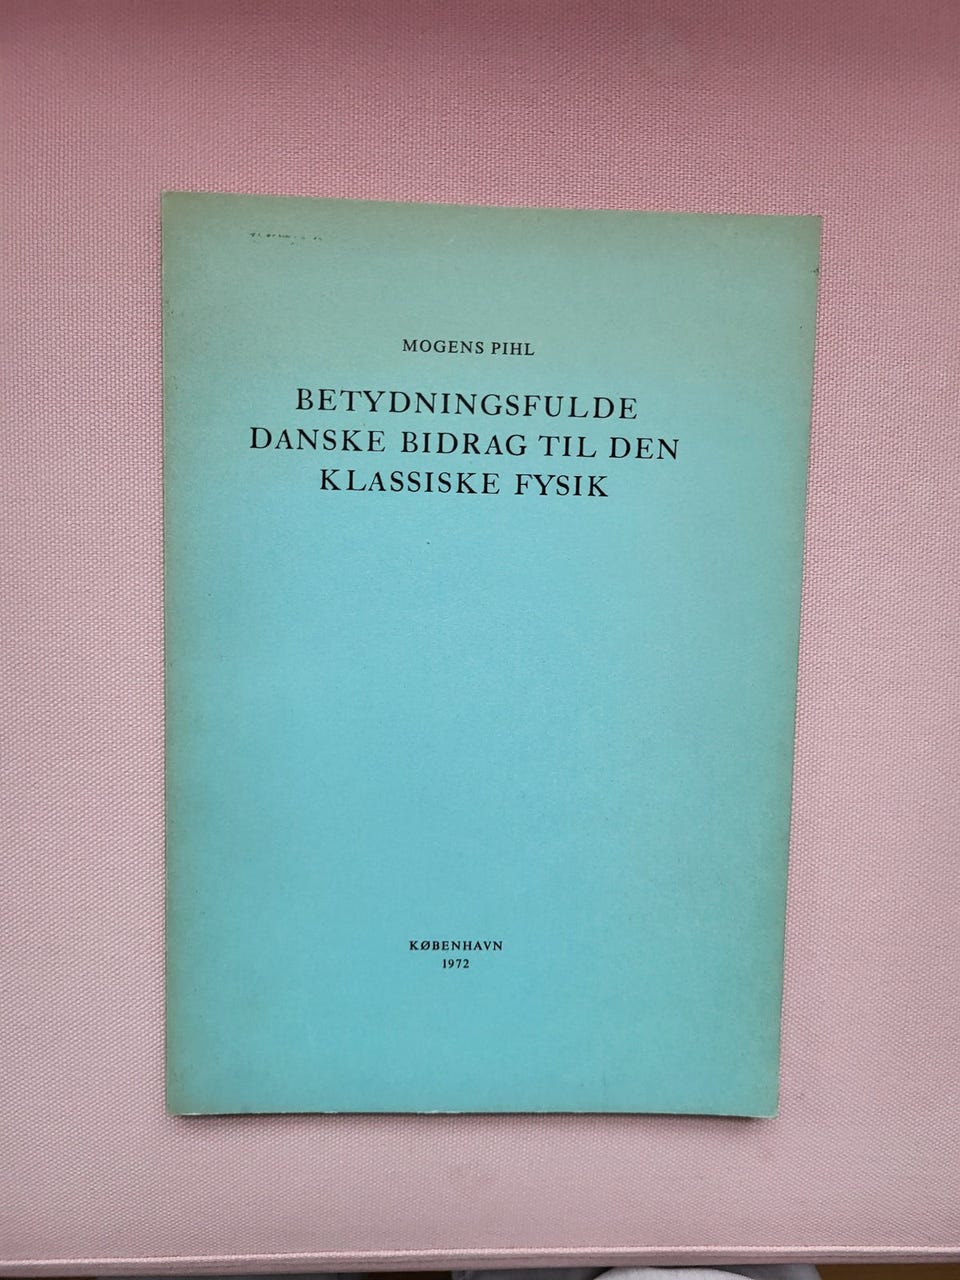 MOGENS PIHL
BETYDNINGSFULDE
DANSKE BIDRAG TIL DEN
KLASSISKE FYSIK
KØBENHAVN
1972